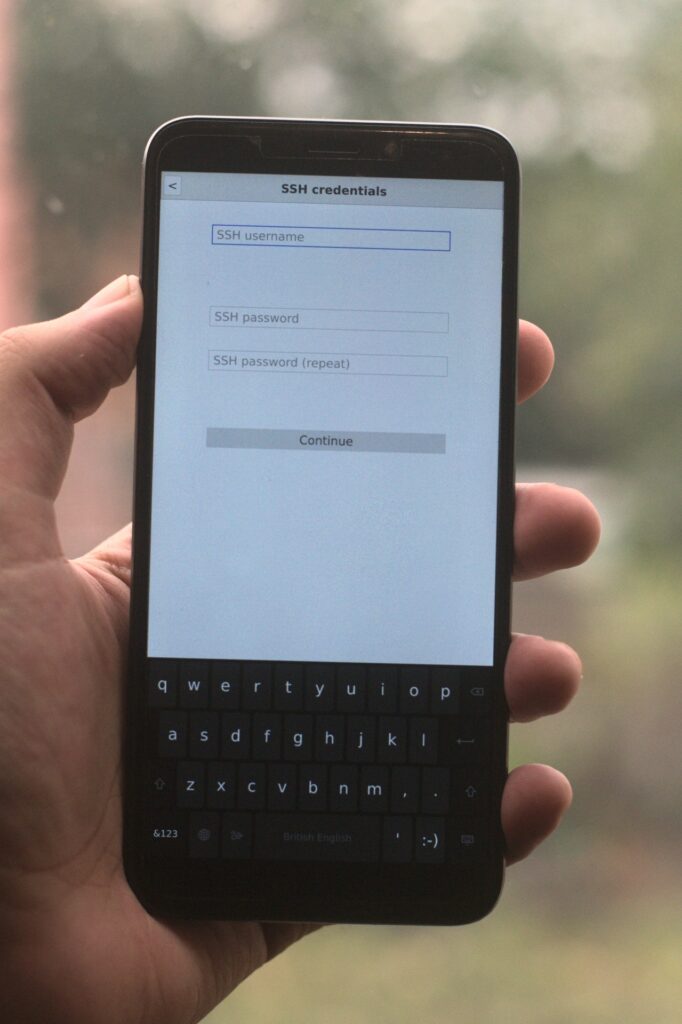 <
SSH credentials
SSH username
SSH password
SSH password (repeat)
Continue
q w e r t y u i o p
a s d f g h j k l
z x c v b n m , .
&123 British English ' :-)